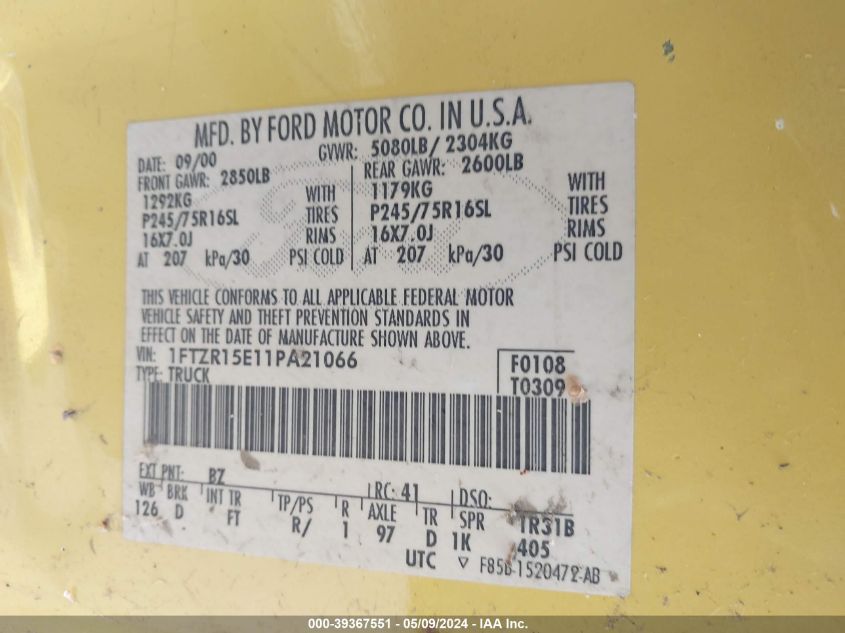 MFD. BY FORD MOTOR CO. IN U.S.A.
DATE: 09/00 GVWR: 5080LB/ 2304KG
FRONT GAWR: 2850LB REAR GAWR: 2600LB
1292KG WITH 1179KG WITH
P245/75R16SL TIRES P245/75R16SL TIRES
16X7.0J RIMS 16X7.0J RIMS
AT 207 kPa/30 PSI COLD AT 207 kPa/30 PSI COLD
THIS VEHICLE CONFORMS TO ALL APPLICABLE FEDERAL MOTOR
VEHICLE SAFETY AND THEFT PREVENTION STANDARDS IN
EFFECT ON THE DATE OF MANUFACTURE SHOWN ABOVE.
VIN: 1FTZR15E11PA21066 F0108
TYPE: TRUCK T0309
EXT PNT: BZ RC: 41 DSO:
WB BRK INT TR TP/PS R AXLE TR SPR 1R31B
126 D FT R/ 1 97 D 1K 405
UTC ▽ F85B-1520472-AB
000-39367551 - 05/09/2024 - IAA Inc.